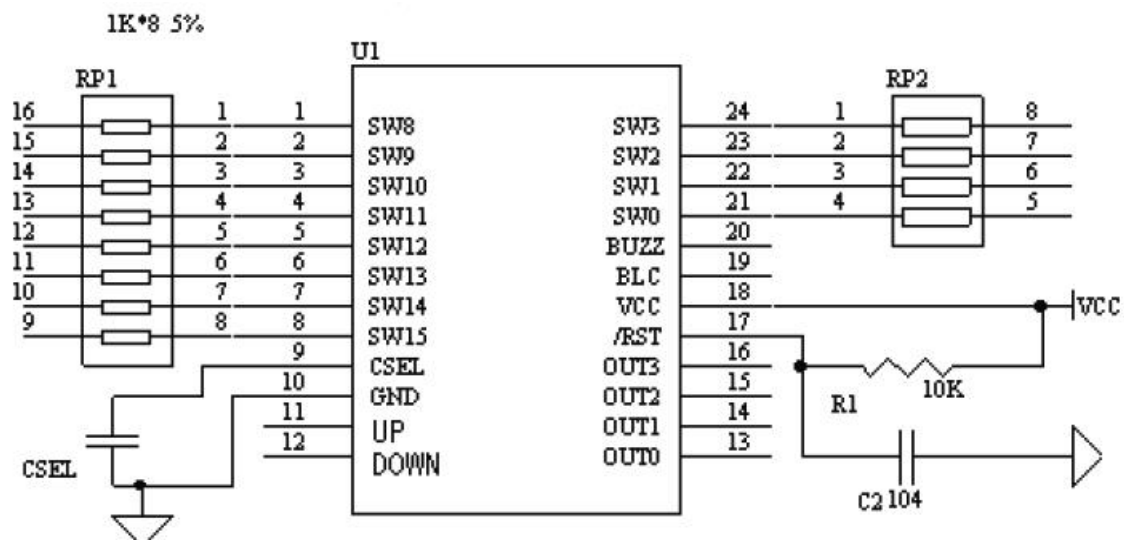 1K*8 5%
U1
RP1
RP2
16 1 1 SW8 SW3 24 1 8
15 2 2 SW9 SW2 23 2 7
14 3 3 SW10 SW1 22 3 6
13 4 4 SW11 SW0 21 4 5
12 5 5 SW12 BUZZ 20
11 6 6 SW13 BLC 19
10 7 7 SW14 VCC 18 VCC
9 8 8 SW15 /RST 17
9 CSEL OUT3 16
10 GND OUT2 15
R1 10K
11 UP OUT1 14
12 DOWN OUT0 13
CSEL
C2 104